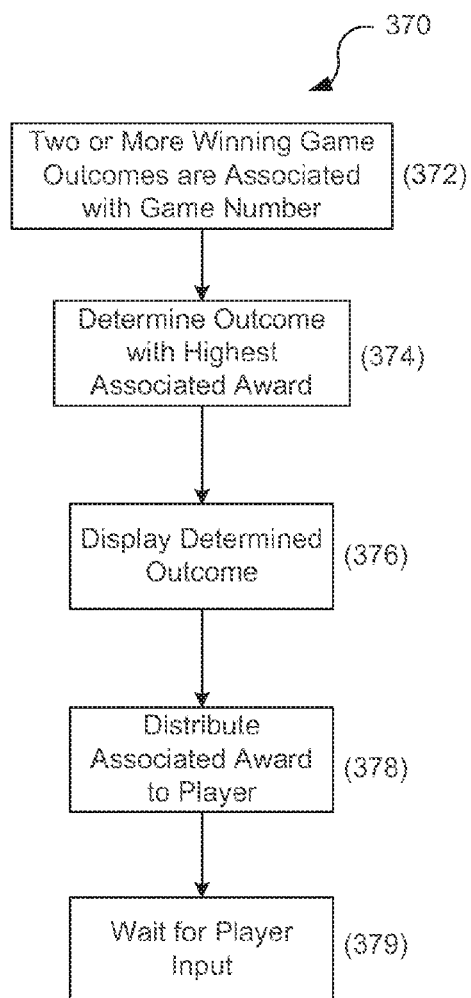 370
Two or More Winning Game
Outcomes are Associated
with Game Number
(372)
Determine Outcome
with Highest
Associated Award
(374)
Display Determined
Outcome
(376)
Distribute
Associated Award
to Player
(378)
Wait for Player
Input
(379)